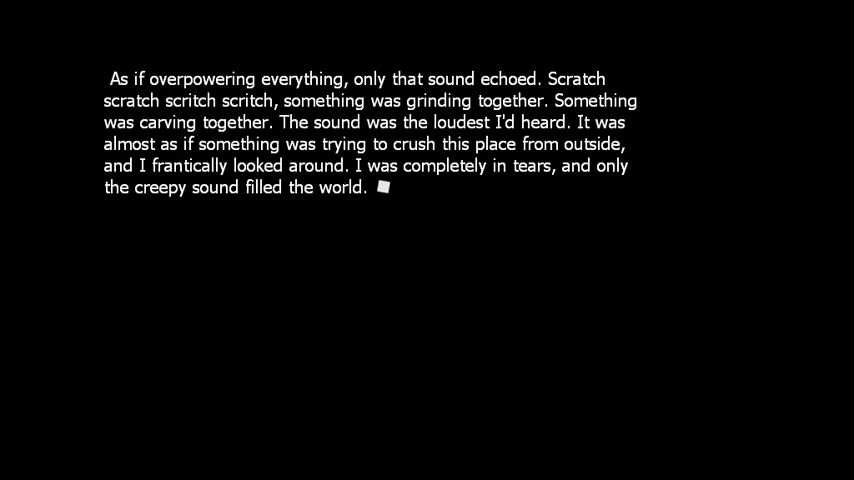 As if overpowering everything, only that sound echoed. Scratch
scratch scritch scritch, something was grinding together. Something
was carving together. The sound was the loudest I'd heard. It was
almost as if something was trying to crush this place from outside,
and I frantically looked around. I was completely in tears, and only
the creepy sound filled the world.